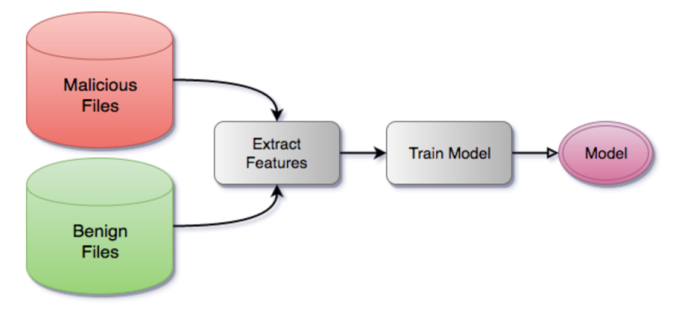 Malicious
Files
Extract
Features
Train Model
Model
Benign
Files